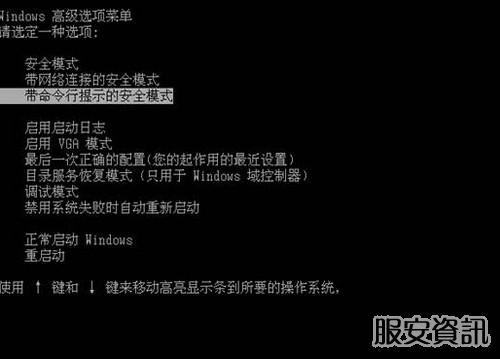 Windows 高级选项菜单
请选定一种选项:
安全模式
带网络连接的安全模式
带命令行提示的安全模式
启用启动日志
启用 VGA 模式
最后一次正确的配置(您的起作用的最近设置)
目录服务恢复模式 (只用于 Windows 域控制器)
调试模式
禁用系统失败时自动重新启动
正常启动 Windows
重启动
使用 ↑ 键和 ↓ 键来移动高亮显示条到所要的操作系统,
服安資訊